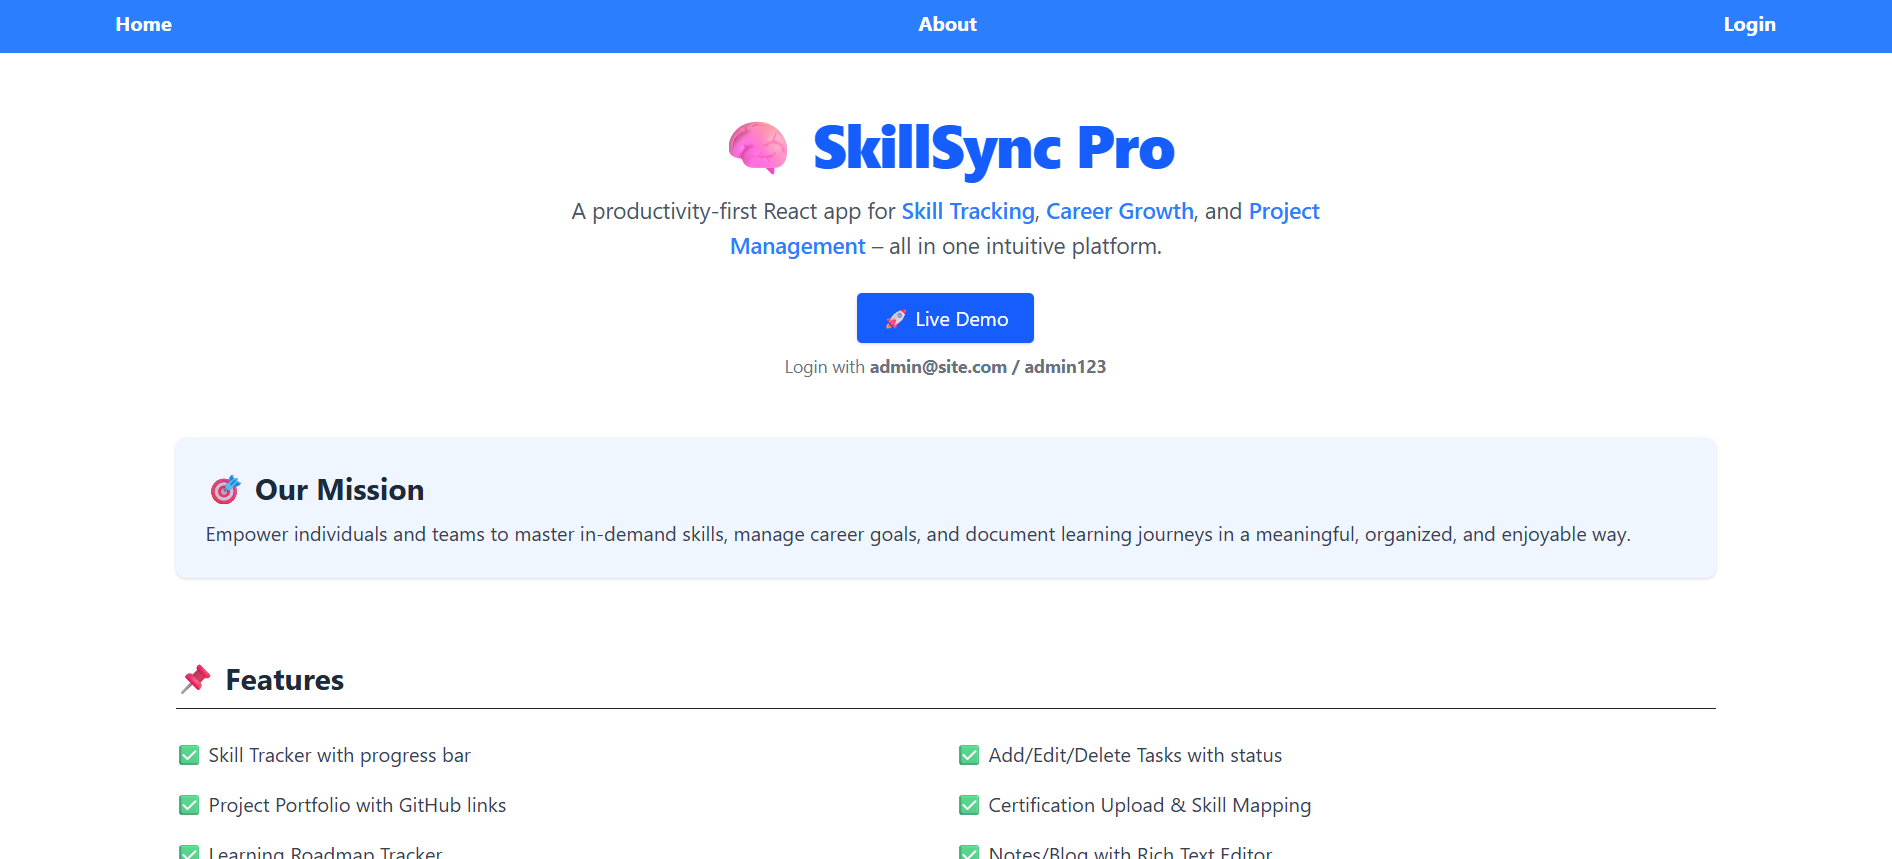 Home About Login
SkillSync Pro
A productivity-first React app for Skill Tracking, Career Growth, and Project
Management – all in one intuitive platform.
Live Demo
Login with admin@site.com / admin123
Our Mission
Empower individuals and teams to master in-demand skills, manage career goals, and document learning journeys in a meaningful, organized, and enjoyable way.
Features
Skill Tracker with progress bar
Add/Edit/Delete Tasks with status
Project Portfolio with GitHub links
Certification Upload & Skill Mapping
Learning Roadmap Tracker
Notes/Blog with Rich Text Editor